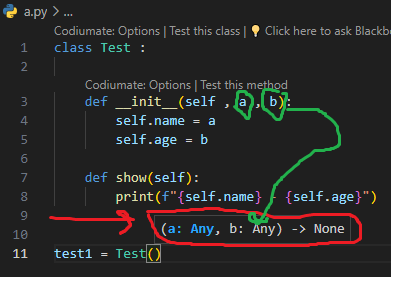 a.py > ...
Codiumate: Options | Test this class | 💡 Click here to ask Blackb
1 class Test :
2
Codiumate: Options | Test this method
3 def __init__(self , a , b):
4 self.name = a
5 self.age = b
6
7 def show(self):
8 print(f"{self.name} {self.age}")
9
(a: Any, b: Any) -> None
10
11 test1 = Test()